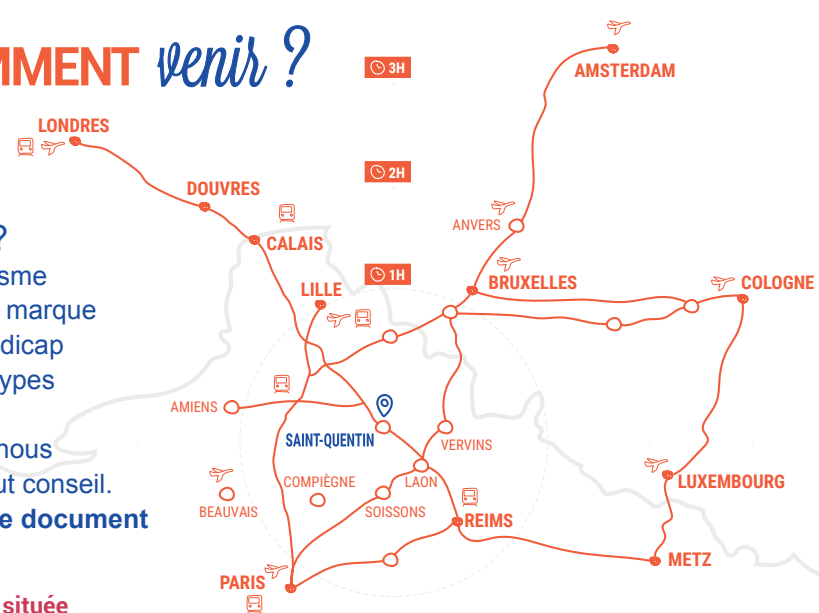 MMENT venir ?
3H
AMSTERDAM
LONDRES
2H
DOUVRES
ANVERS
?
CALAIS
sme
1H
LILLE
BRUXELLES
COLOGNE
marque
dicap
ypes
AMIENS
SAINT-QUENTIN
VERVINS
nous
ut conseil.
COMPIÈGNE
LAON
LUXEMBOURG
BEAUVAIS
SOISSONS
e document
REIMS
METZ
PARIS
située